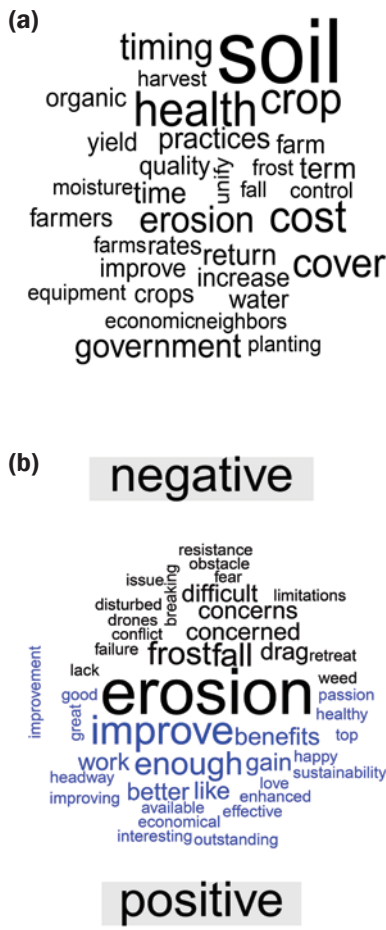 (a)
timing soil
harvest
organic health crop
yield practices farm
quality unify frost term
moisture time fall control
farmers erosion cost
farms rates return cover
improve increase
equipment crops water
economic neighbors
government planting
(b)
negative
resistance
obstacle
issue breaking fear
difficult limitations
disturbed concerns
drones
conflict concerned
failure frost fall drag retreat
improvement lack erosion weed
good passion
great improve benefits healthy
top
work enough gain happy
headway sustainability
improving better like love
enhanced
available effective
economical
interesting outstanding
positive